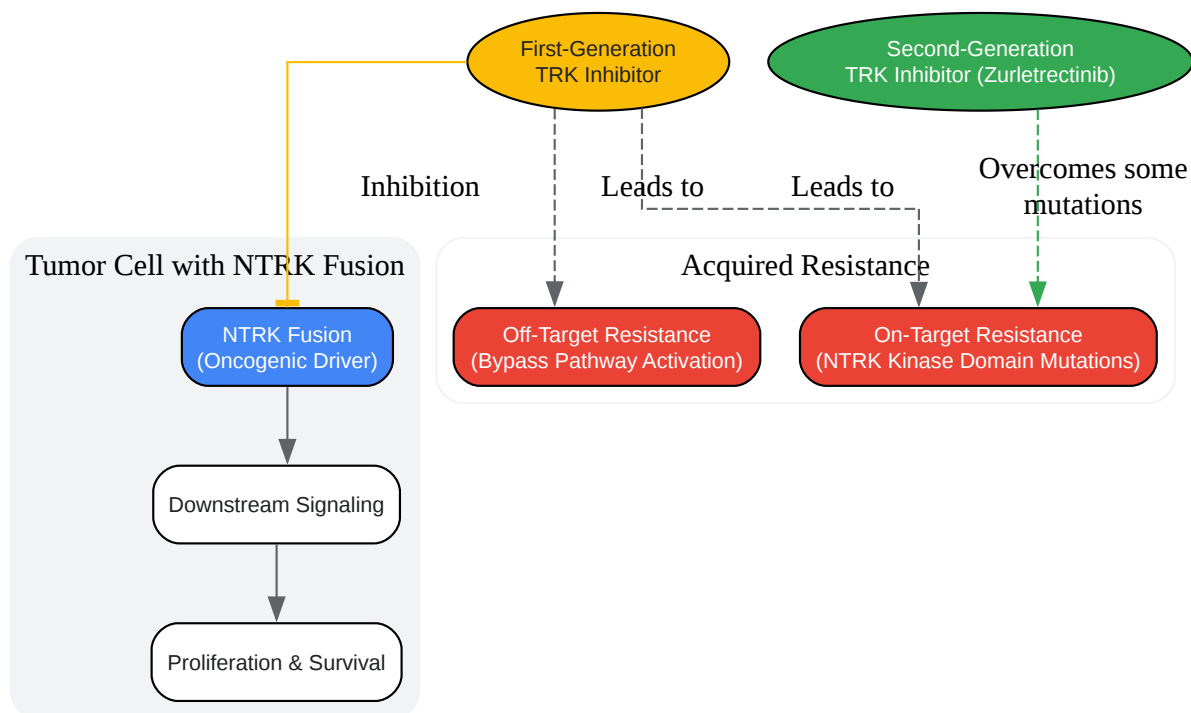 First-Generation
TRK Inhibitor
Second-Generation
TRK Inhibitor (Zurletrectinib)
Inhibition
Leads to
Leads to
Overcomes some
mutations
Tumor Cell with NTRK Fusion
Acquired Resistance
NTRK Fusion
(Oncogenic Driver)
Off-Target Resistance
(Bypass Pathway Activation)
On-Target Resistance
(NTRK Kinase Domain Mutations)
Downstream Signaling
Proliferation & Survival